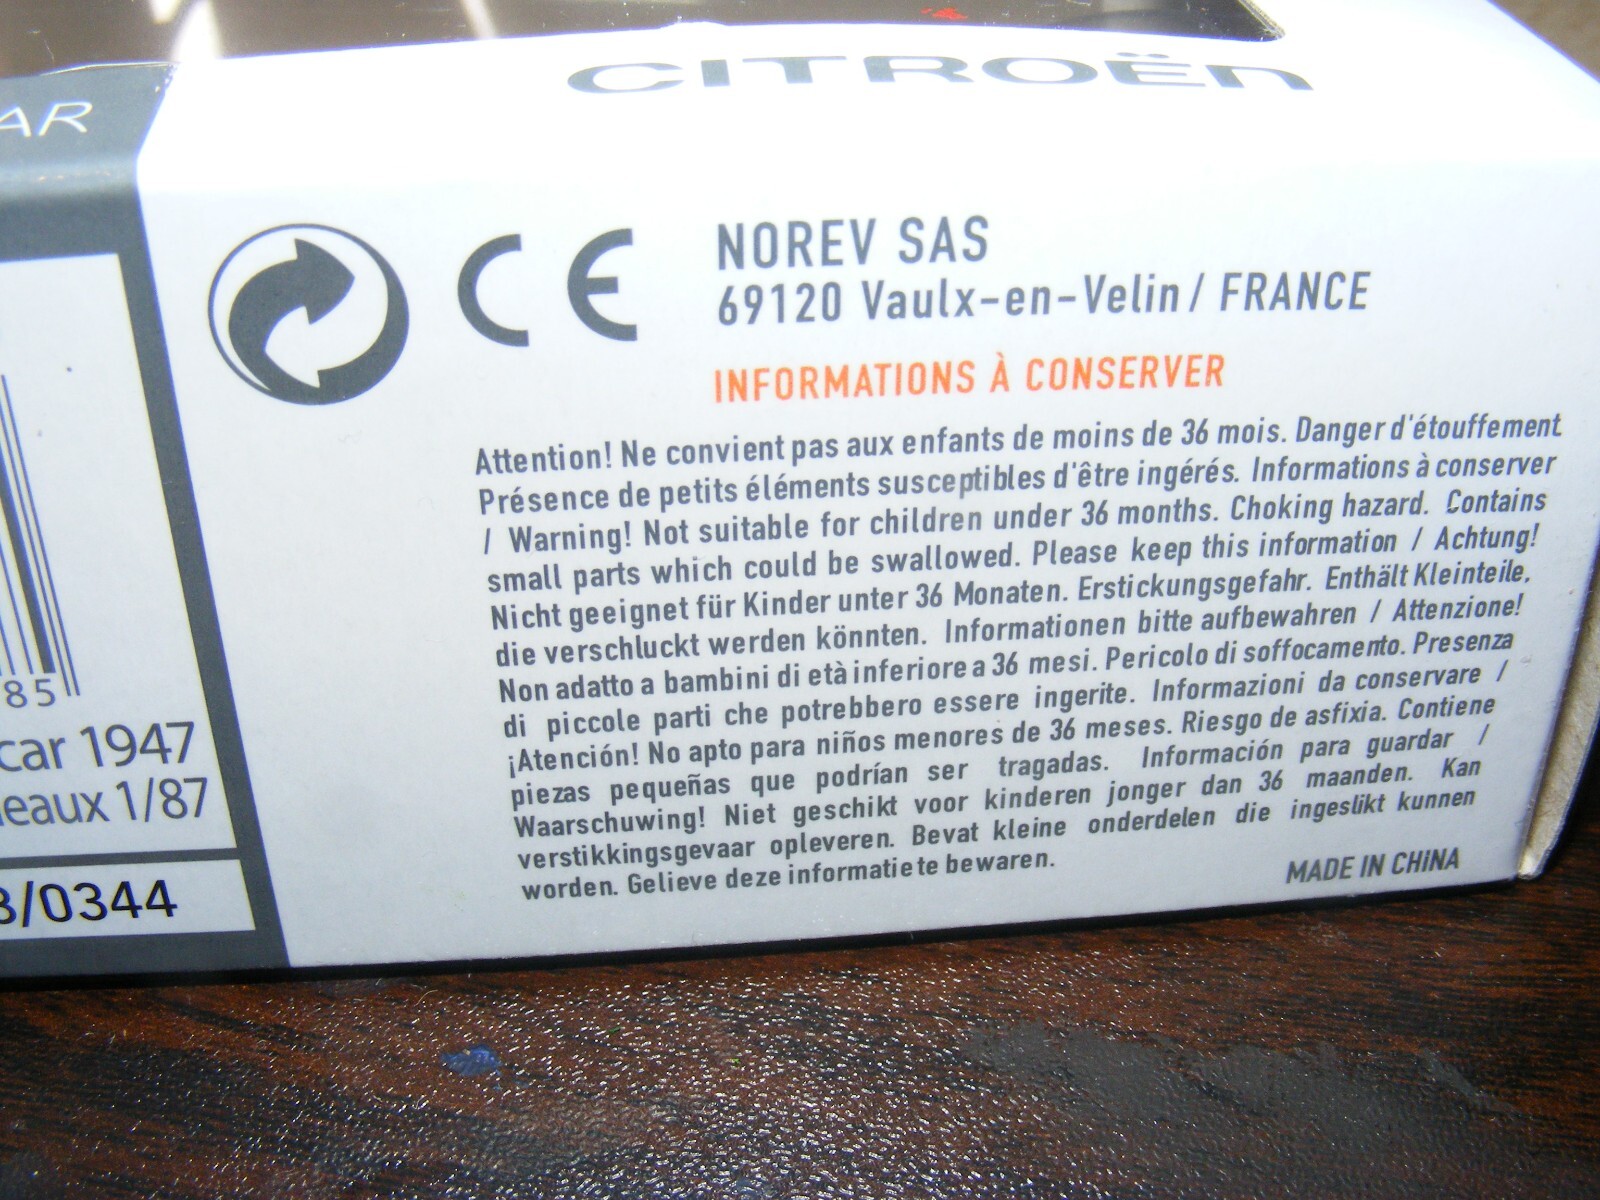 CITROËN
AR
CE
NOREV SAS
69120 Vaulx-en-Velin / FRANCE
INFORMATIONS À CONSERVER
Attention! Ne convient pas aux enfants de moins de 36 mois. Danger d'étouffement
Présence de petits éléments susceptibles d'être ingérés. Informations à conserver
/ Warning! Not suitable for children under 36 months. Choking hazard. Contains
small parts which could be swallowed. Please keep this information / Achtung!
Nicht geeignet für Kinder unter 36 Monaten. Erstickungsgefahr. Enthält Kleinteile,
die verschluckt werden könnten. Informationen bitte aufbewahren / Attenzione!
Non adatto a bambini di età inferiore a 36 mesi. Pericolo di soffocamento. Presenza
di piccole parti che potrebbero essere ingerite. Informazioni da conservare /
¡Atención! No apto para niños menores de 36 meses. Riesgo de asfixia. Contiene
piezas pequeñas que podrían ser tragadas. Información para guardar /
Waarschuwing! Niet geschikt voor kinderen jonger dan 36 maanden. Kan
verstikkingsgevaar opleveren. Bevat kleine onderdelen die ingeslikt kunnen
worden. Gelieve deze informatie te bewaren.
MADE IN CHINA
85
car 1947
eaux 1/87
3/0344